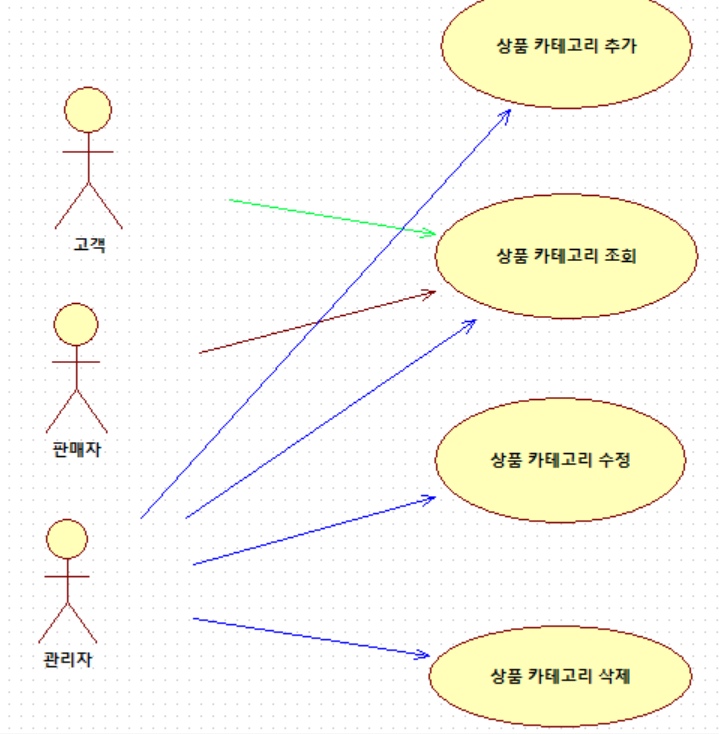 상품 카테고리 추가
고객
상품 카테고리 조회
판매자
상품 카테고리 수정
관리자
상품 카테고리 삭제